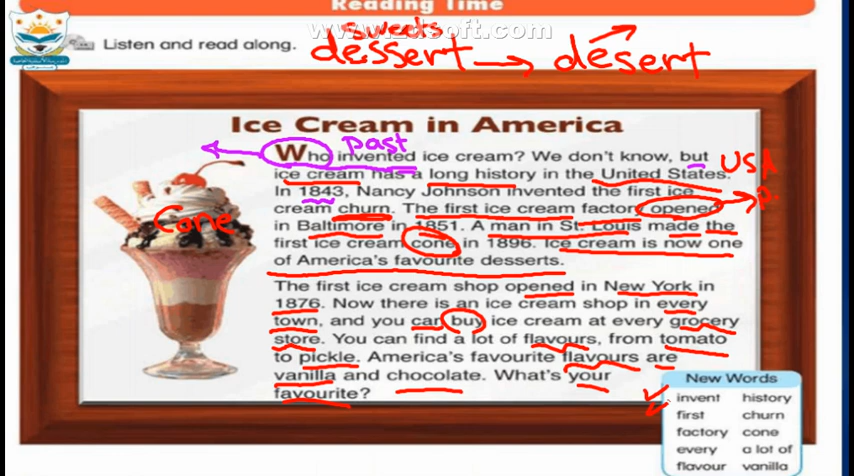 Reading Time
www.zdsoft.com
sweets
Listen and read along.
dessert → desert
Ice Cream in America
past
Who invented ice cream? We don't know, but
ice cream has a long history in the United States.
USA
In 1843, Nancy Johnson invented the first ice
cream churn. The first ice cream factory opened
p.
Cone
in Baltimore in 1851. A man in St. Louis made the
first ice cream cone in 1896. Ice cream is now one
of America's favourite desserts.
The first ice cream shop opened in New York in
1876. Now there is an ice cream shop in every
town, and you can buy ice cream at every grocery
store. You can find a lot of flavours, from tomato
to pickle. America's favourite flavours are
vanilla and chocolate. What's your
favourite?
New Words
invent history
first churn
factory cone
every a lot of
flavour vanilla